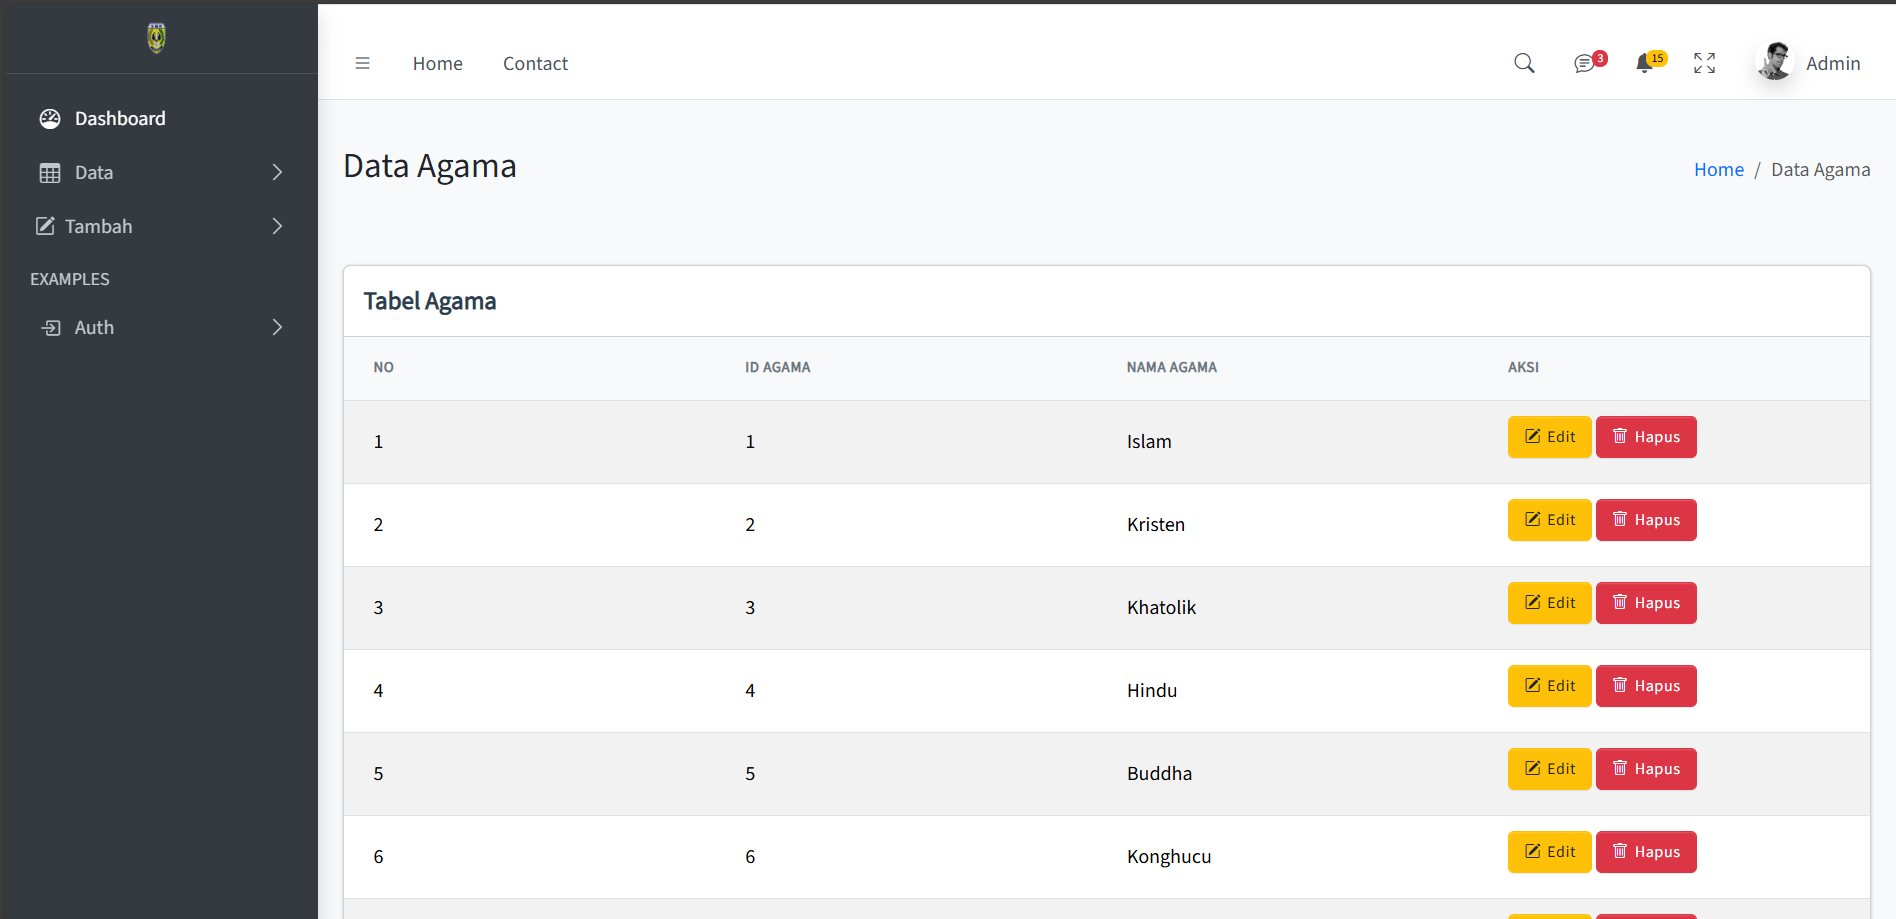 Dashboard
Data
Tambah
EXAMPLES
Auth
Home Contact 3 15 Admin
Data Agama
Home / Data Agama
Tabel Agama
NO ID AGAMA NAMA AGAMA AKSI
1 1 Islam Edit Hapus
2 2 Kristen Edit Hapus
3 3 Khatolik Edit Hapus
4 4 Hindu Edit Hapus
5 5 Buddha Edit Hapus
6 6 Konghucu Edit Hapus